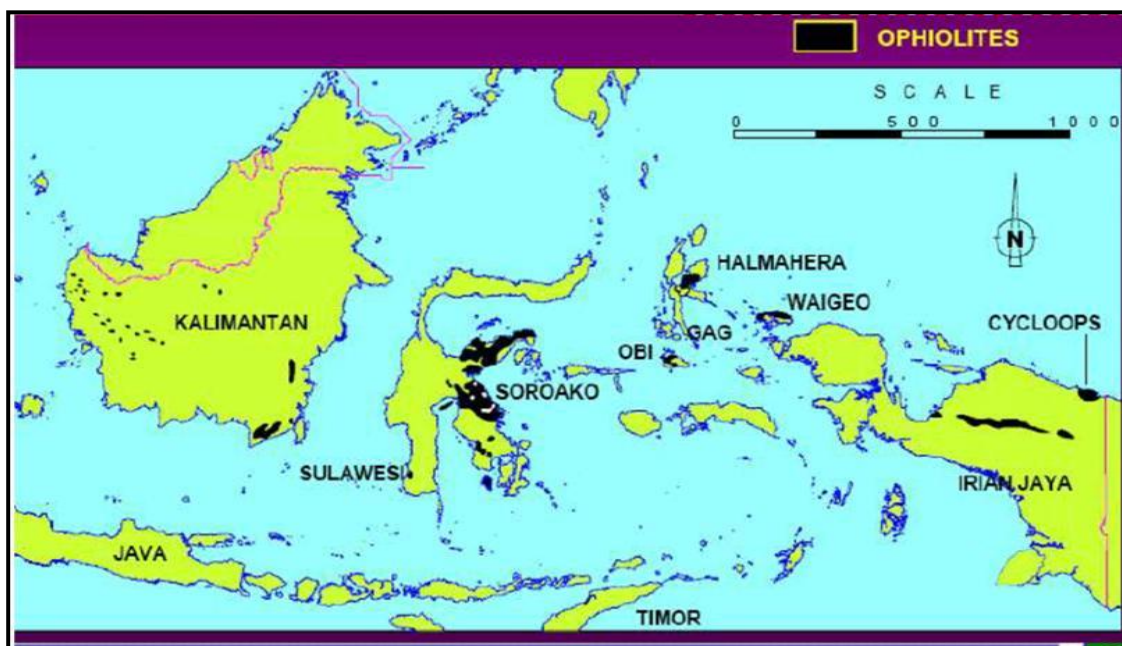 OPHIOLITES
SCALE
0 500 1000
N
HALMAHERA
WAIGEO
KALIMANTAN
CYCLOOPS
GAG
OBI
SOROAKO
SULAWESI
IRIAN JAYA
JAVA
TIMOR